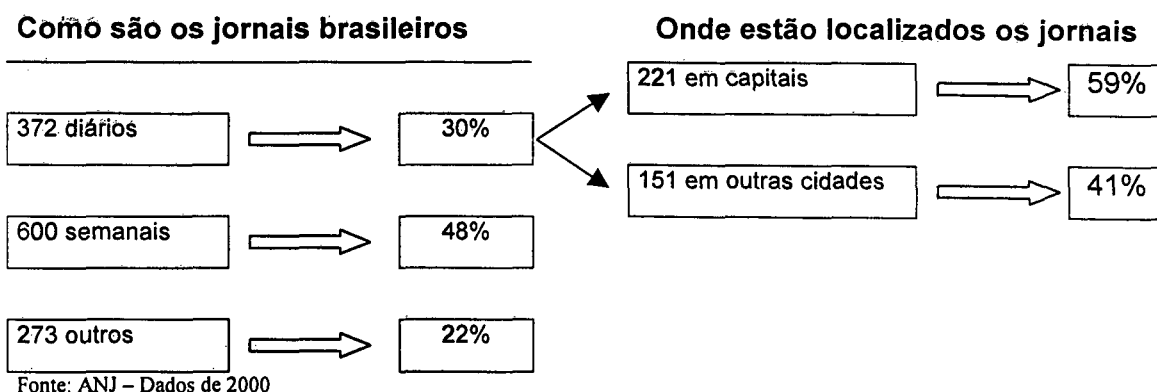 Como são os jornais brasileiros
372 diários
30%
600 semanais
48%
273 outros
22%
Fonte: ANJ – Dados de 2000
Onde estão localizados os jornais
221 em capitais
59%
151 em outras cidades
41%